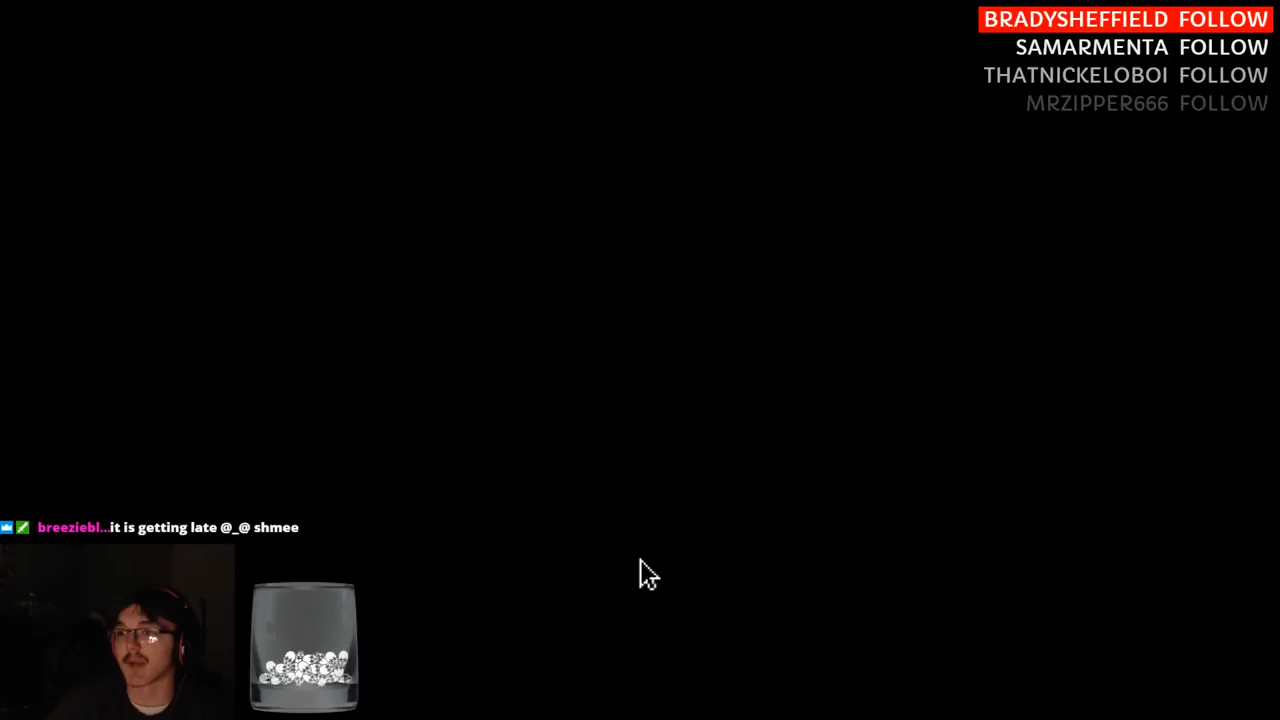 BRADYSHEFFIELD FOLLOW
SAMARMENTA FOLLOW
THATNICKELOBOI FOLLOW
MRZIPPER666 FOLLOW
breeziebl...it is getting late @_@ shmee